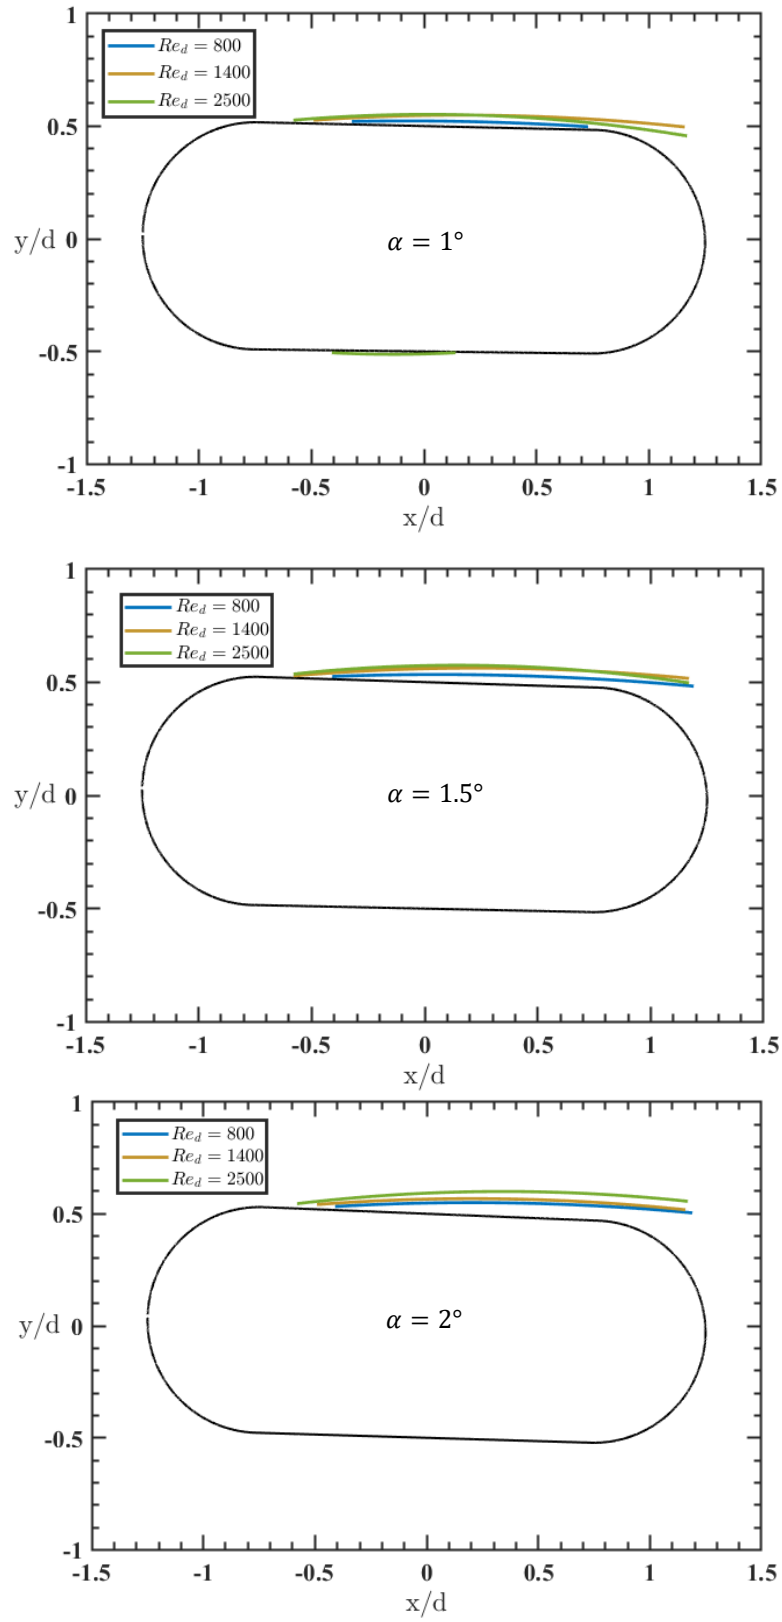 1
Re_d = 800
Re_d = 1400
Re_d = 2500
0.5
y/d 0
α = 1°
-0.5
-1
-1.5 -1 -0.5 0 0.5 1 1.5
x/d
1
Re_d = 800
Re_d = 1400
Re_d = 2500
0.5
y/d 0
α = 1.5°
-0.5
-1
-1.5 -1 -0.5 0 0.5 1 1.5
x/d
1
Re_d = 800
Re_d = 1400
Re_d = 2500
0.5
y/d 0
α = 2°
-0.5
-1
-1.5 -1 -0.5 0 0.5 1 1.5
x/d